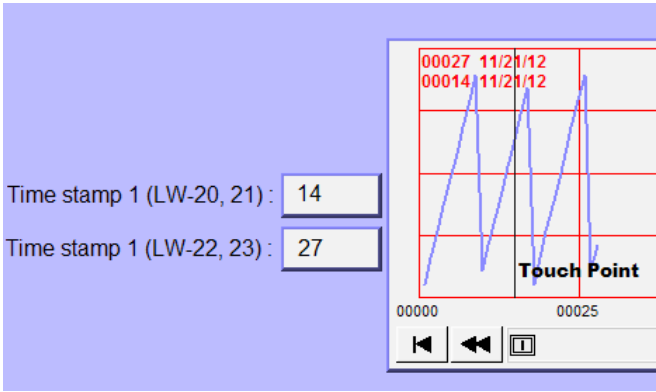 00027 11/21/12
00014 11/21/12
Time stamp 1 (LW-20, 21) : 14
Time stamp 1 (LW-22, 23) : 27
Touch Point
00000 00025